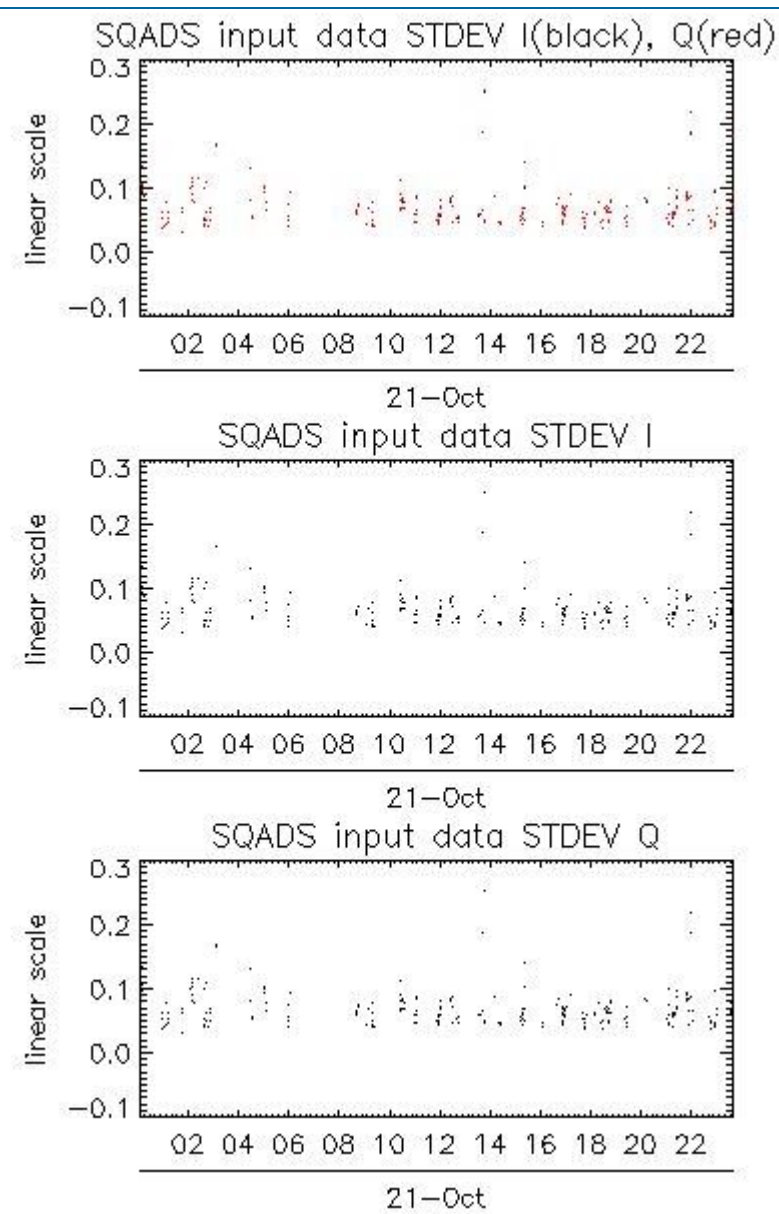 SQADS input data STDEV I(black), Q(red)
linear scale
0.3
0.2
0.1
0.0
−0.1
02 04 06 08 10 12 14 16 18 20 22
21−Oct
SQADS input data STDEV I
linear scale
0.3
0.2
0.1
0.0
−0.1
02 04 06 08 10 12 14 16 18 20 22
21−Oct
SQADS input data STDEV Q
linear scale
0.3
0.2
0.1
0.0
−0.1
02 04 06 08 10 12 14 16 18 20 22
21−Oct